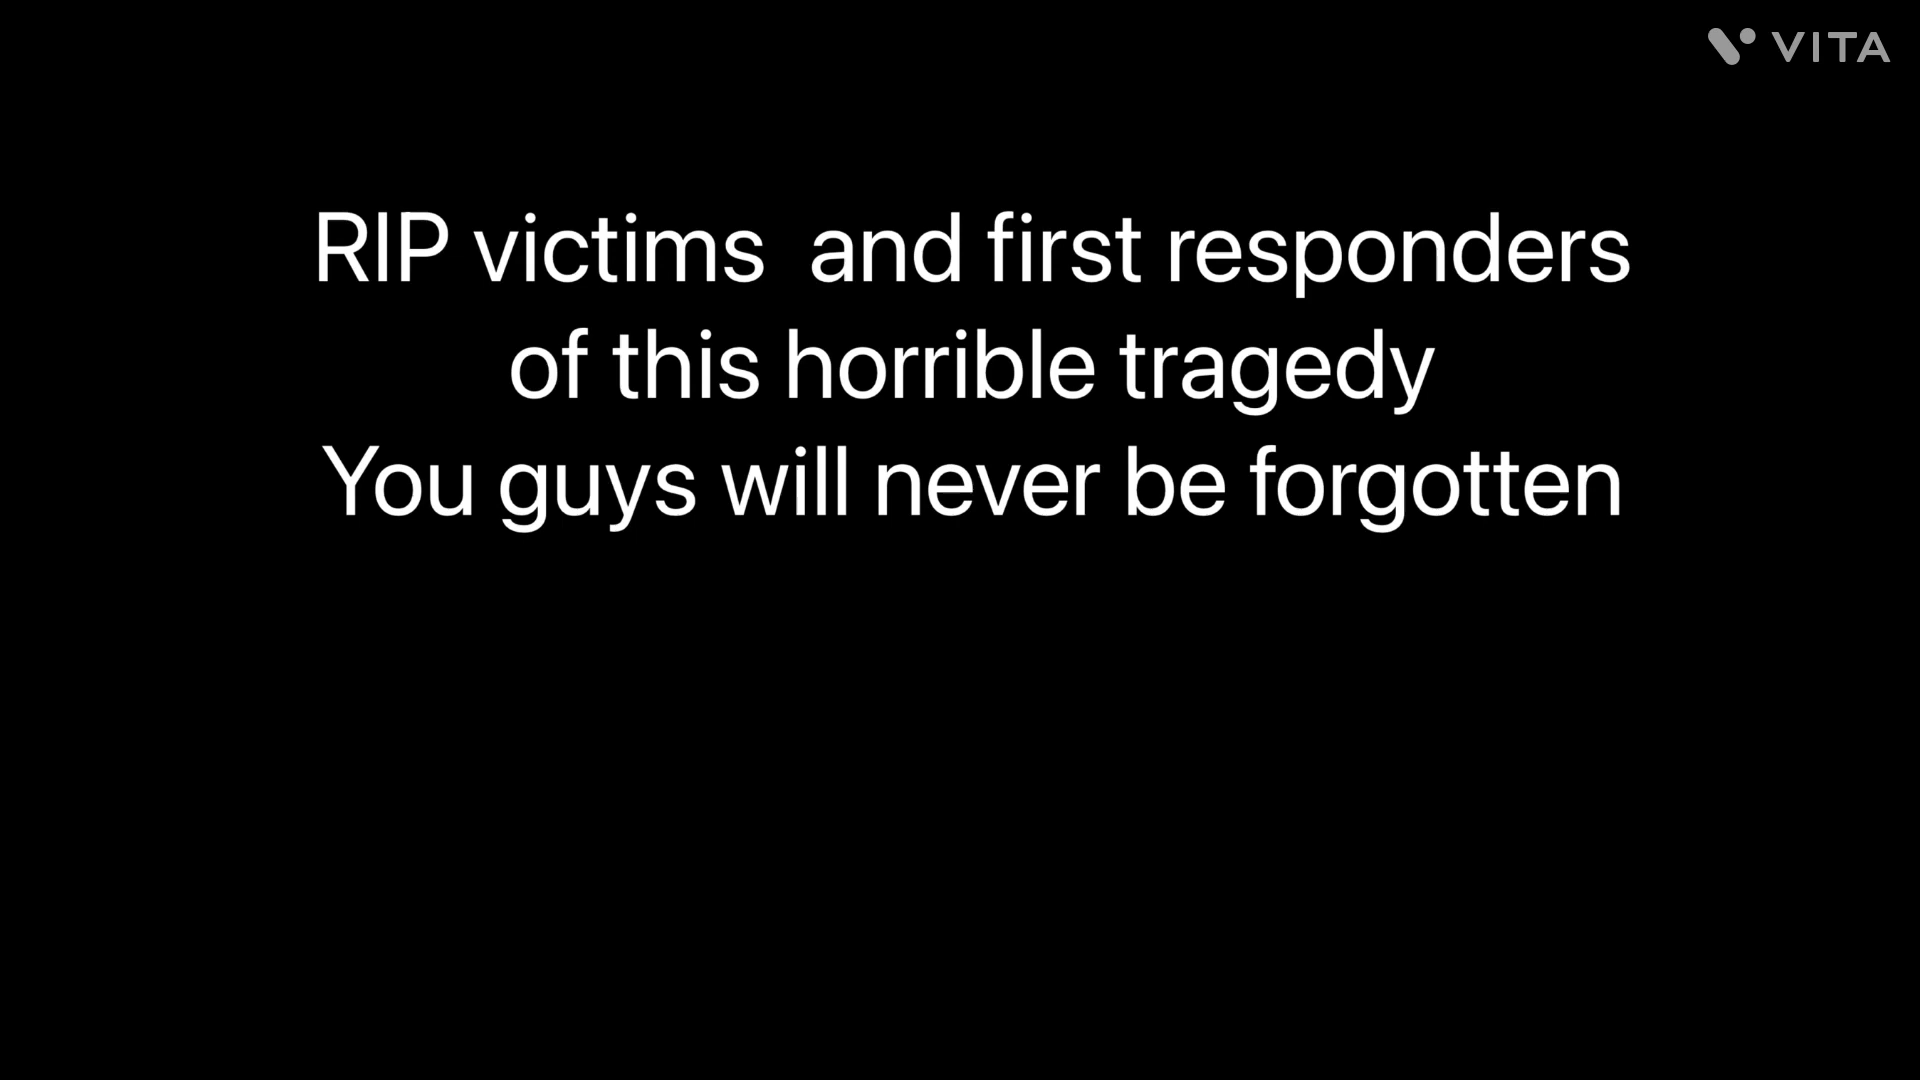 VITA
RIP victims  and first responders
of this horrible tragedy
You guys will never be forgotten